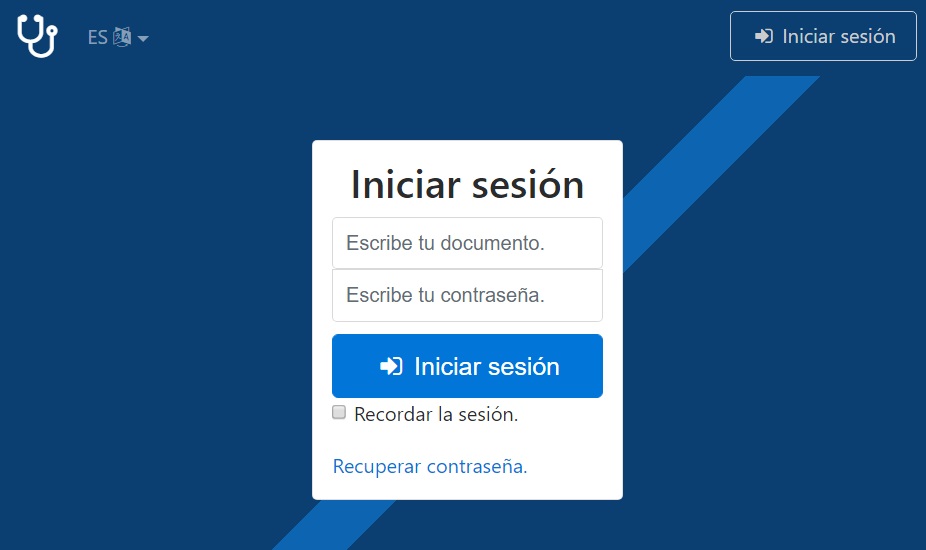 ES
Iniciar sesión
Iniciar sesión
Escribe tu documento.
Escribe tu contraseña.
Iniciar sesión
Recordar la sesión.
Recuperar contraseña.